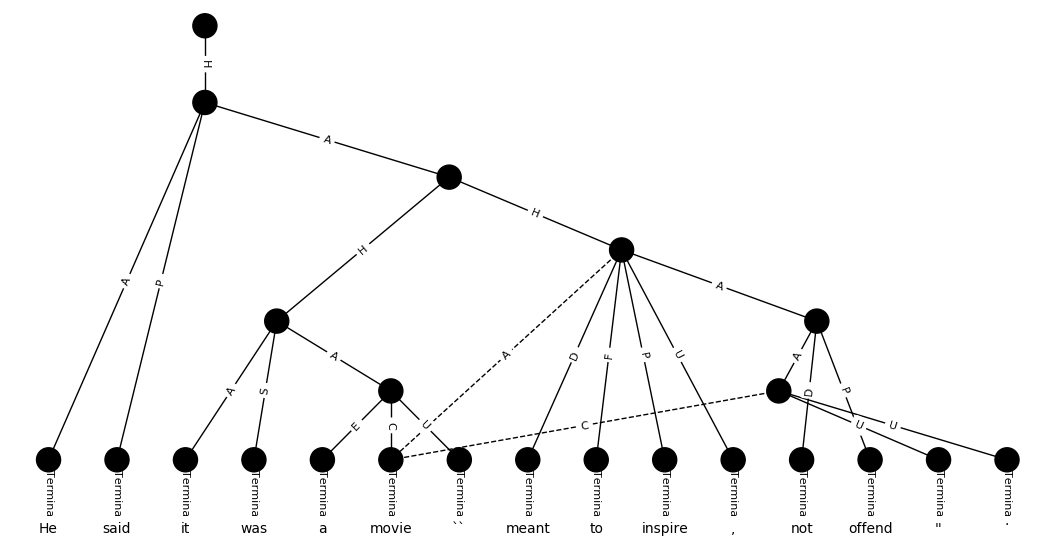 H
A
H
A
P
H
A
A
A
D
F
P
U
A
S
A
A
D
P
E
C
U
C
U
U
Termina Termina Termina Termina Termina Termina Termina Termina Termina Termina Termina Termina Termina Termina Termina
He said it was a movie `` meant to inspire , not offend " .